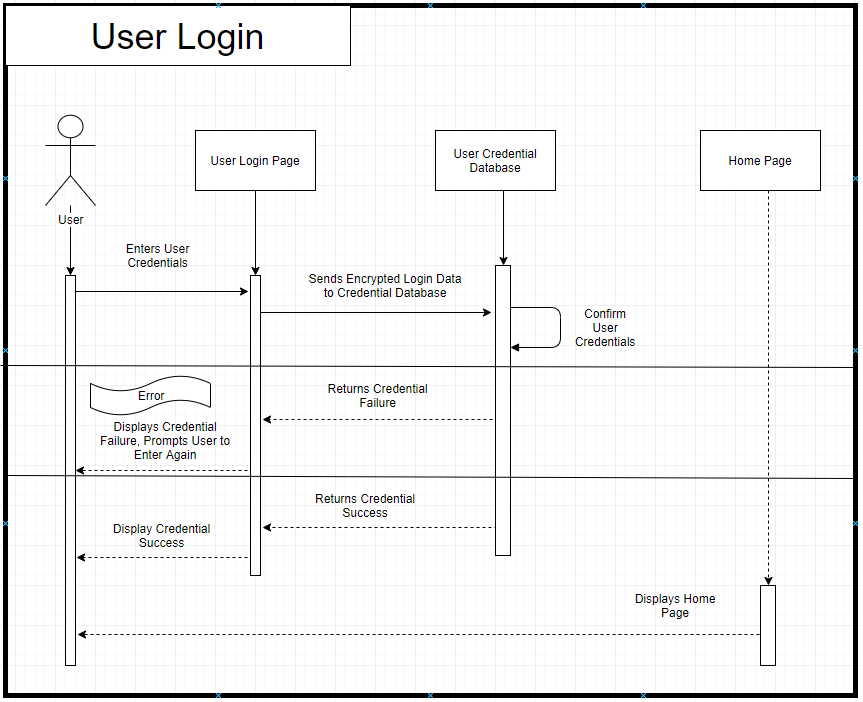 User Login
User
User Login Page
User Credential
Database
Home Page
Enters User
Credentials
Sends Encrypted Login Data
to Credential Database
Confirm
User
Credentials
Error
Returns Credential
Failure
Displays Credential
Failure, Prompts User to
Enter Again
Returns Credential
Success
Display Credential
Success
Displays Home
Page